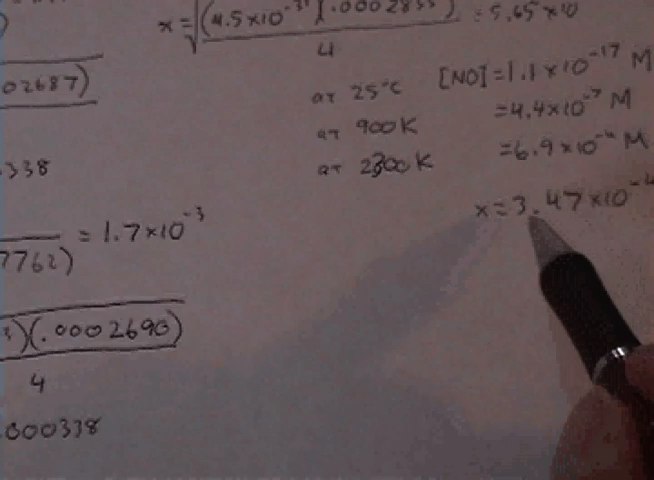 x = √(4.5×10⁻³¹)(.0002833) / 4 = 5.65×10
02687)
at 25°C [NO] = 1.1×10⁻¹⁷ M
at 900K = 4.4×10⁻⁷ M
at 2300K = 6.9×10⁻⁴ M
338
x = 3.47×10⁻⁴
= 1.7×10⁻³
7762)
)(.0002690)
4
000338